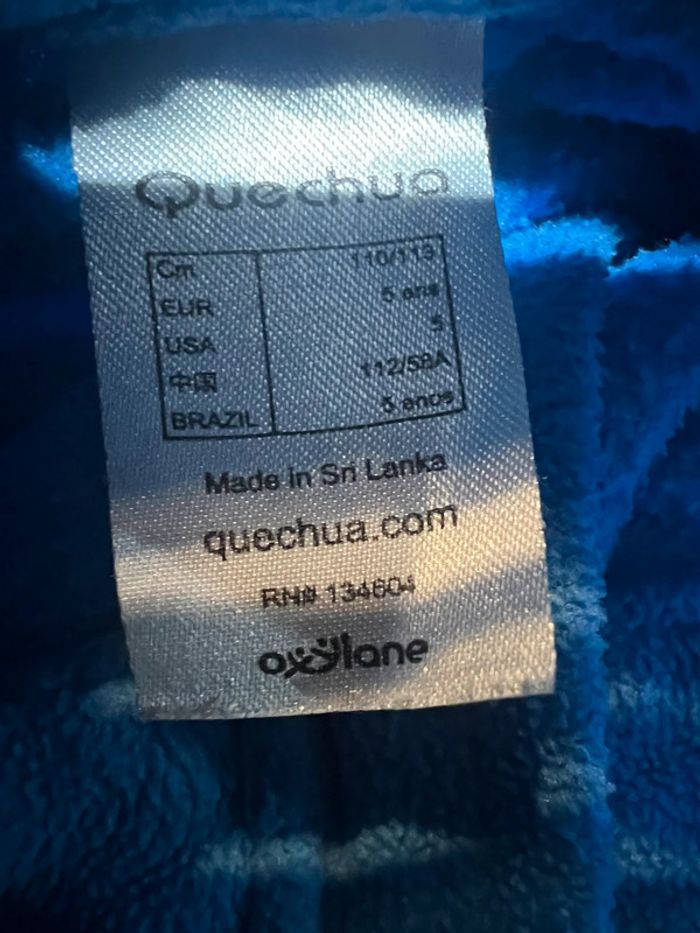 Quechua
Cm 110/113
EUR 5 ans
USA 5
中国 112/58A
BRAZIL 5 anos
Made in Sri Lanka
quechua.com
RN# 134604
oxylane